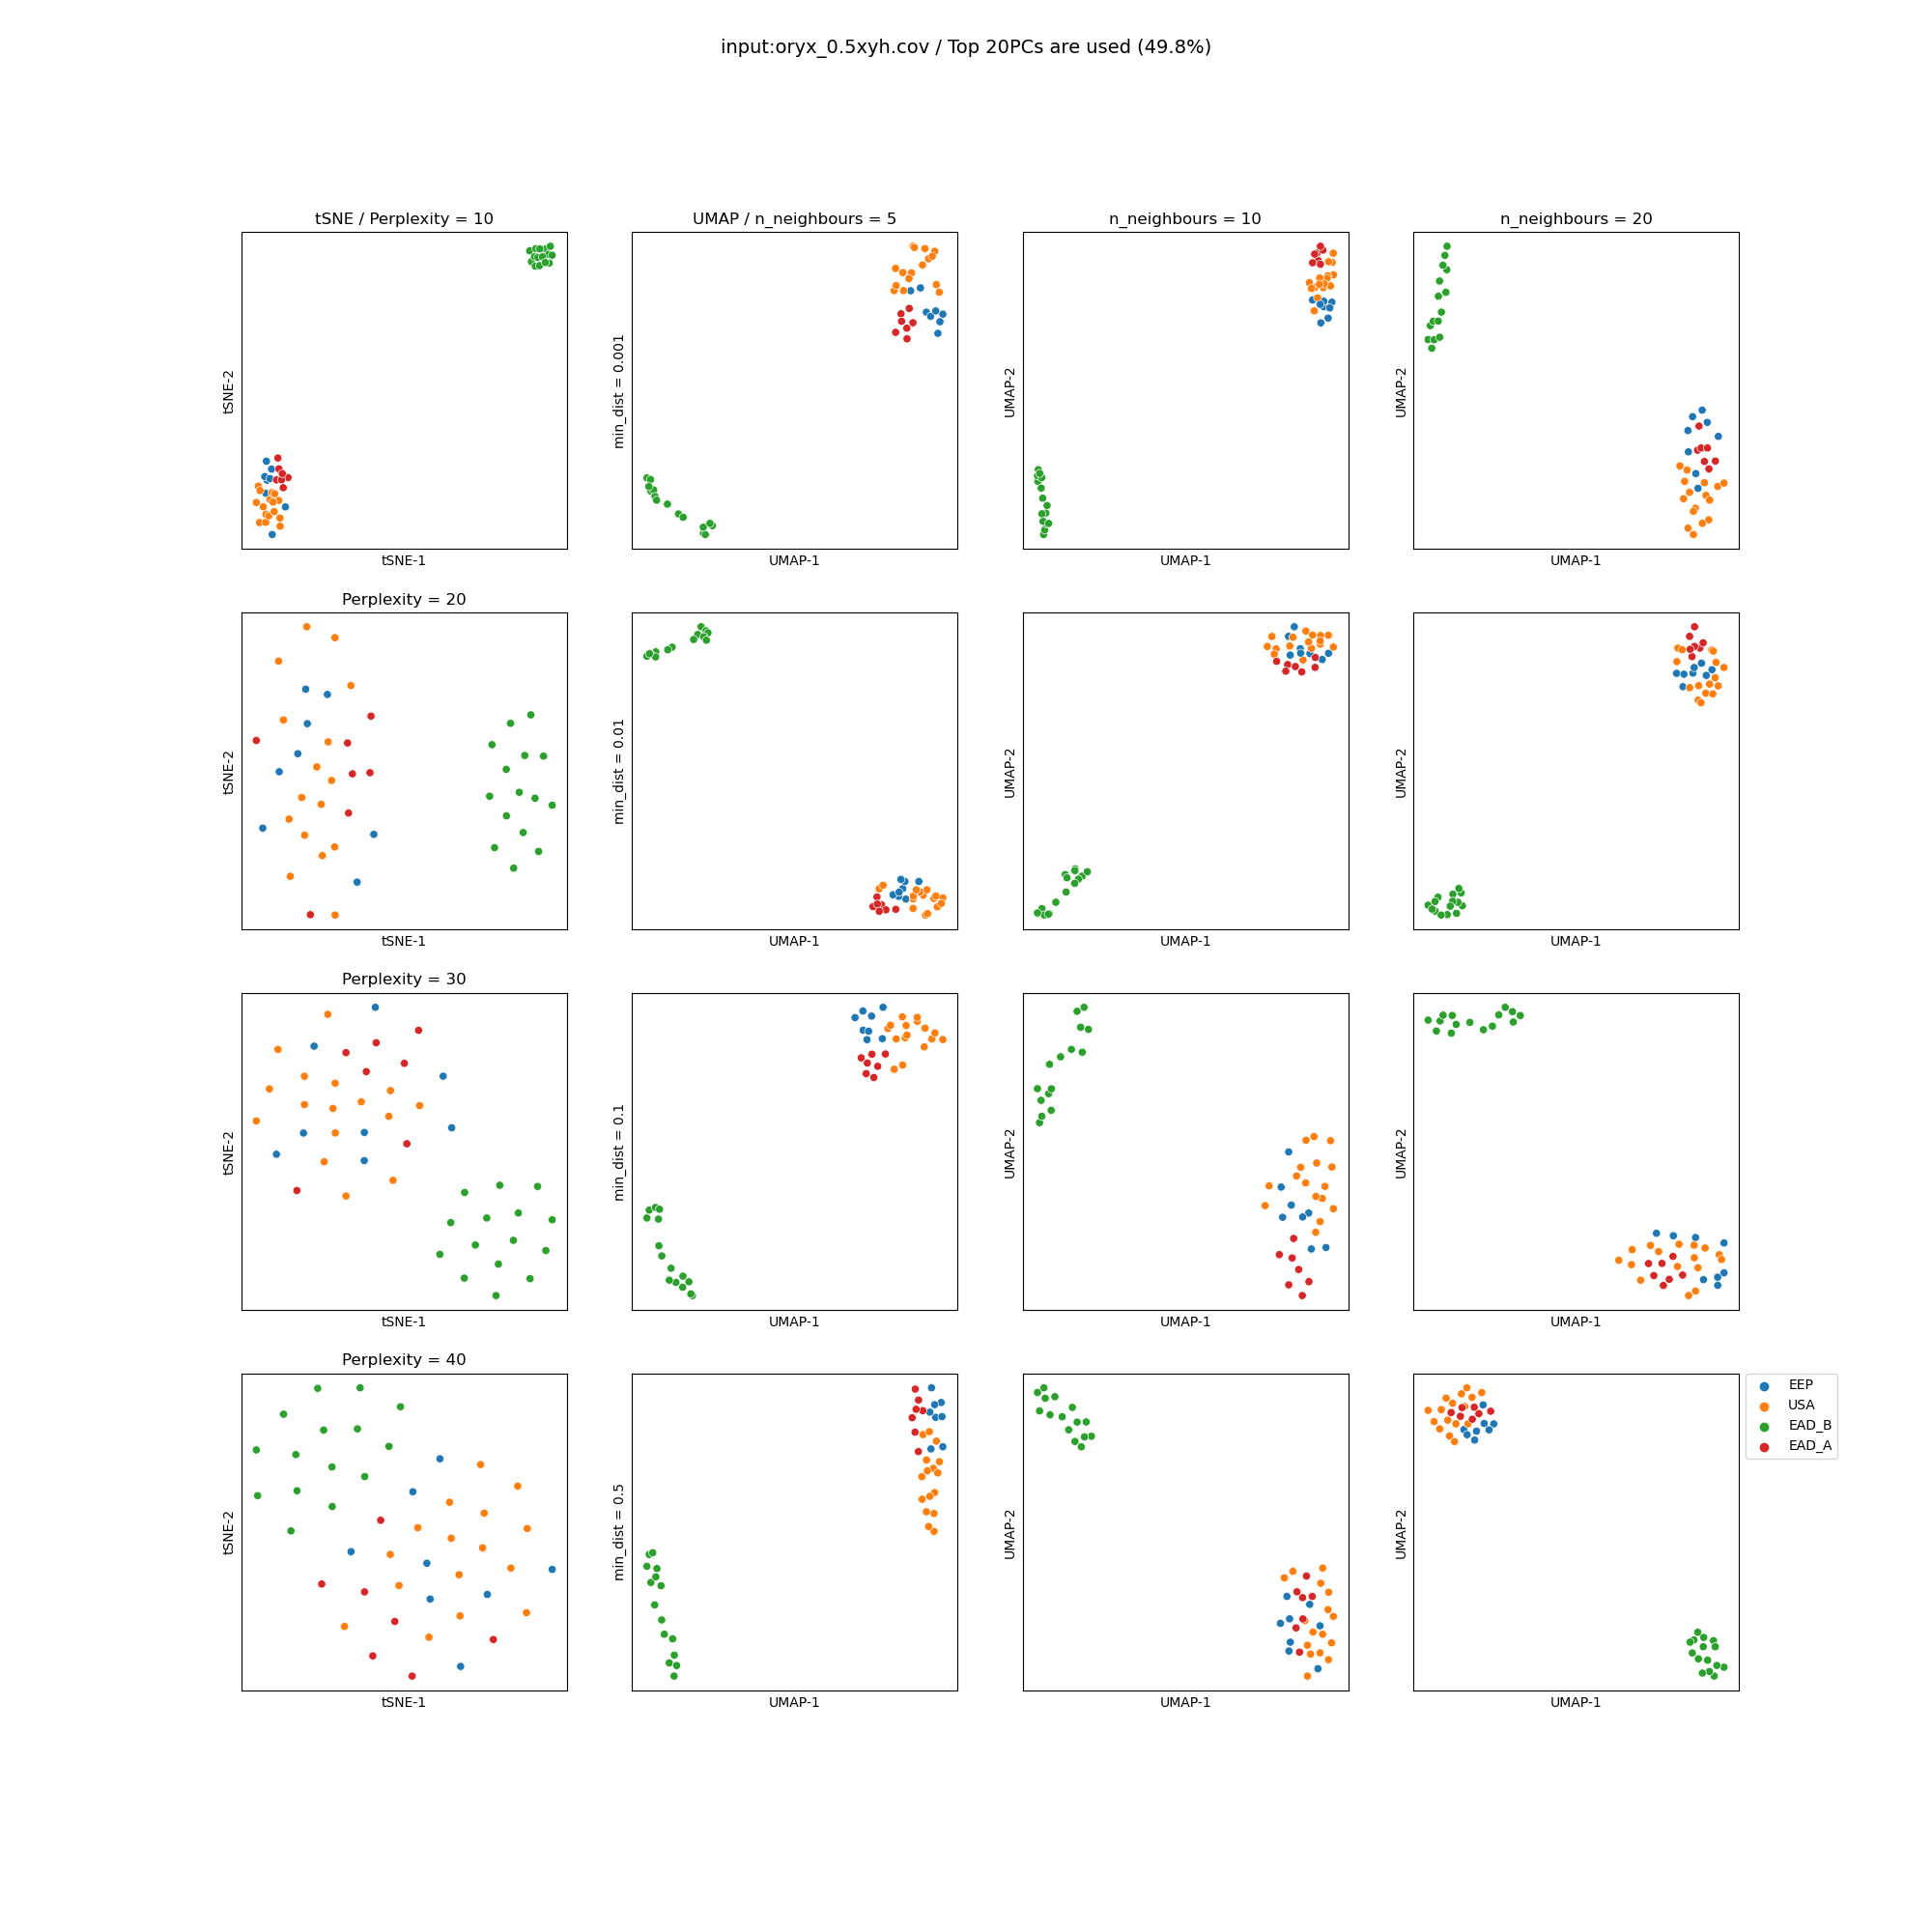 input:oryx_0.5xyh.cov / Top 20PCs are used (49.8%)
tSNE / Perplexity = 10
UMAP / n_neighbours = 5
n_neighbours = 10
n_neighbours = 20
tSNE-2
min_dist = 0.001
UMAP-2
UMAP-2
tSNE-1
UMAP-1
UMAP-1
UMAP-1
Perplexity = 20
tSNE-2
min_dist = 0.01
UMAP-2
UMAP-2
tSNE-1
UMAP-1
UMAP-1
UMAP-1
Perplexity = 30
tSNE-2
min_dist = 0.1
UMAP-2
UMAP-2
tSNE-1
UMAP-1
UMAP-1
UMAP-1
Perplexity = 40
tSNE-2
min_dist = 0.5
UMAP-2
UMAP-2
EEP
USA
EAD_B
EAD_A
tSNE-1
UMAP-1
UMAP-1
UMAP-1